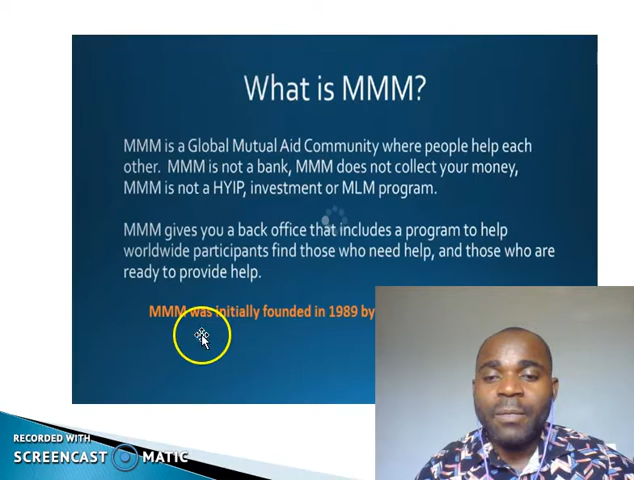 What is MMM?
MMM is a Global Mutual Aid Community where people help each
other. MMM is not a bank, MMM does not collect your money,
MMM is not a HYIP, investment or MLM program.
MMM gives you a back office that includes a program to help
worldwide participants find those who need help, and those who are
ready to provide help.
MMM was initially founded in 1989 by
RECORDED WITH
SCREENCAST MATIC